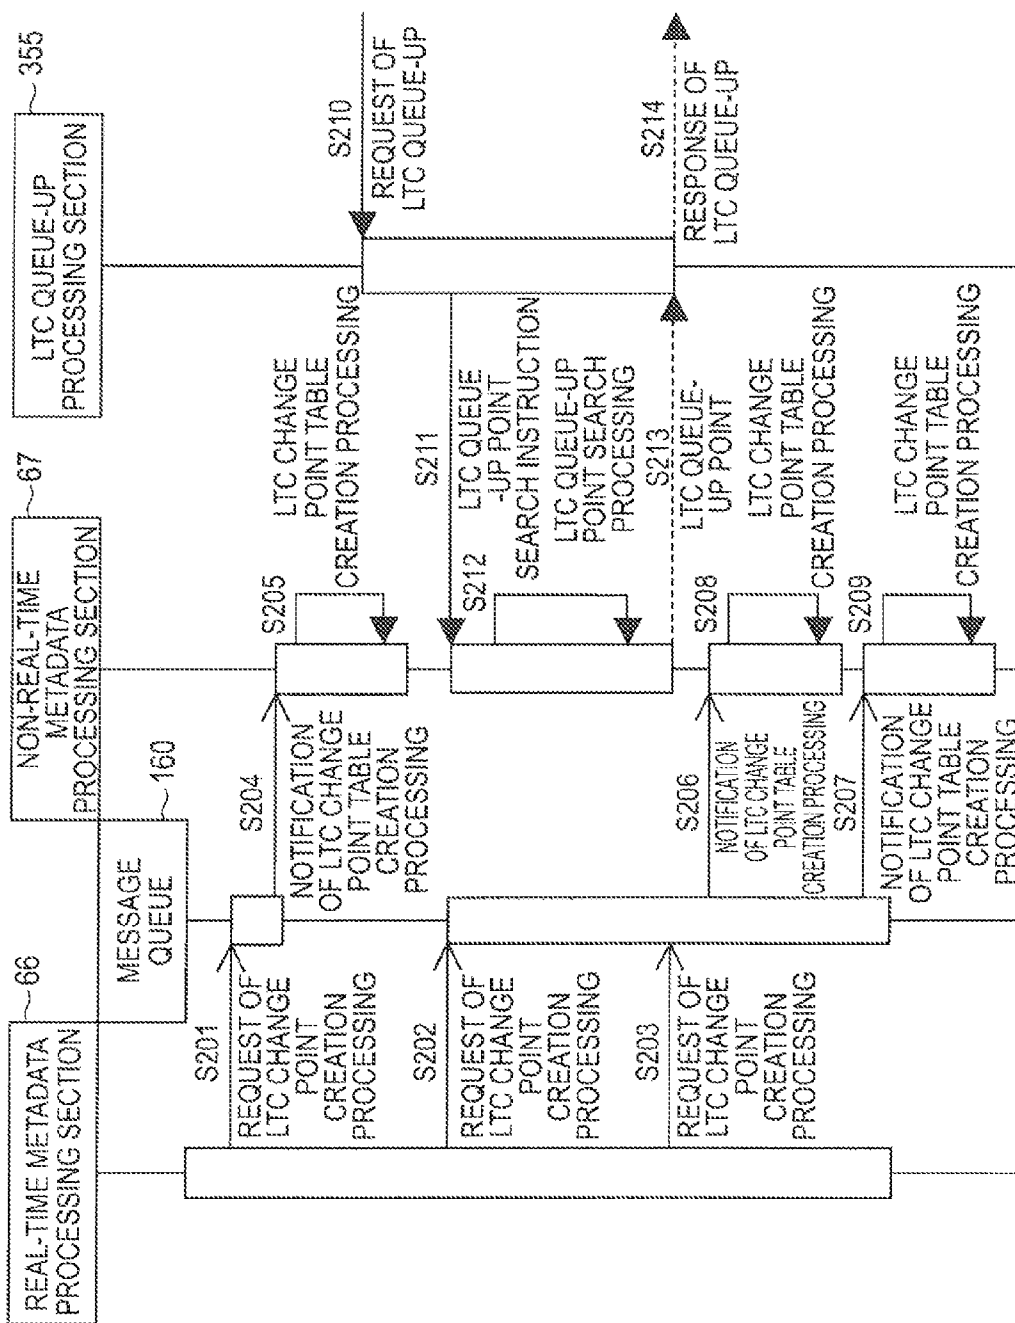 REAL-TIME METADATA
PROCESSING SECTION
66
MESSAGE
QUEUE
160
NON-REAL-TIME
METADATA
PROCESSING SECTION
67
LTC QUEUE-UP
PROCESSING SECTION
355
S201
REQUEST OF
LTC CHANGE
POINT
CREATION
PROCESSING
S204
NOTIFICATION
OF LTC CHANGE
POINT TABLE
CREATION
PROCESSING
S205
LTC CHANGE
POINT TABLE
CREATION PROCESSING
S210
REQUEST OF
LTC QUEUE-UP
S202
REQUEST OF
LTC CHANGE
POINT
CREATION
PROCESSING
S211
LTC QUEUE
-UP POINT
SEARCH INSTRUCTION
S212
LTC QUEUE-UP
POINT SEARCH
PROCESSING
S203
REQUEST OF
LTC CHANGE
POINT
CREATION
PROCESSING
S213
LTC QUEUE-
UP POINT
S214
RESPONSE OF
LTC QUEUE-UP
S206
NOTIFICATION
OF LTC CHANGE
POINT TABLE
CREATION PROCESSING
S208
LTC CHANGE
POINT TABLE
CREATION PROCESSING
S207
NOTIFICATION
OF LTC CHANGE
POINT TABLE
CREATION
PROCESSING
S209
LTC CHANGE
POINT TABLE
CREATION PROCESSING